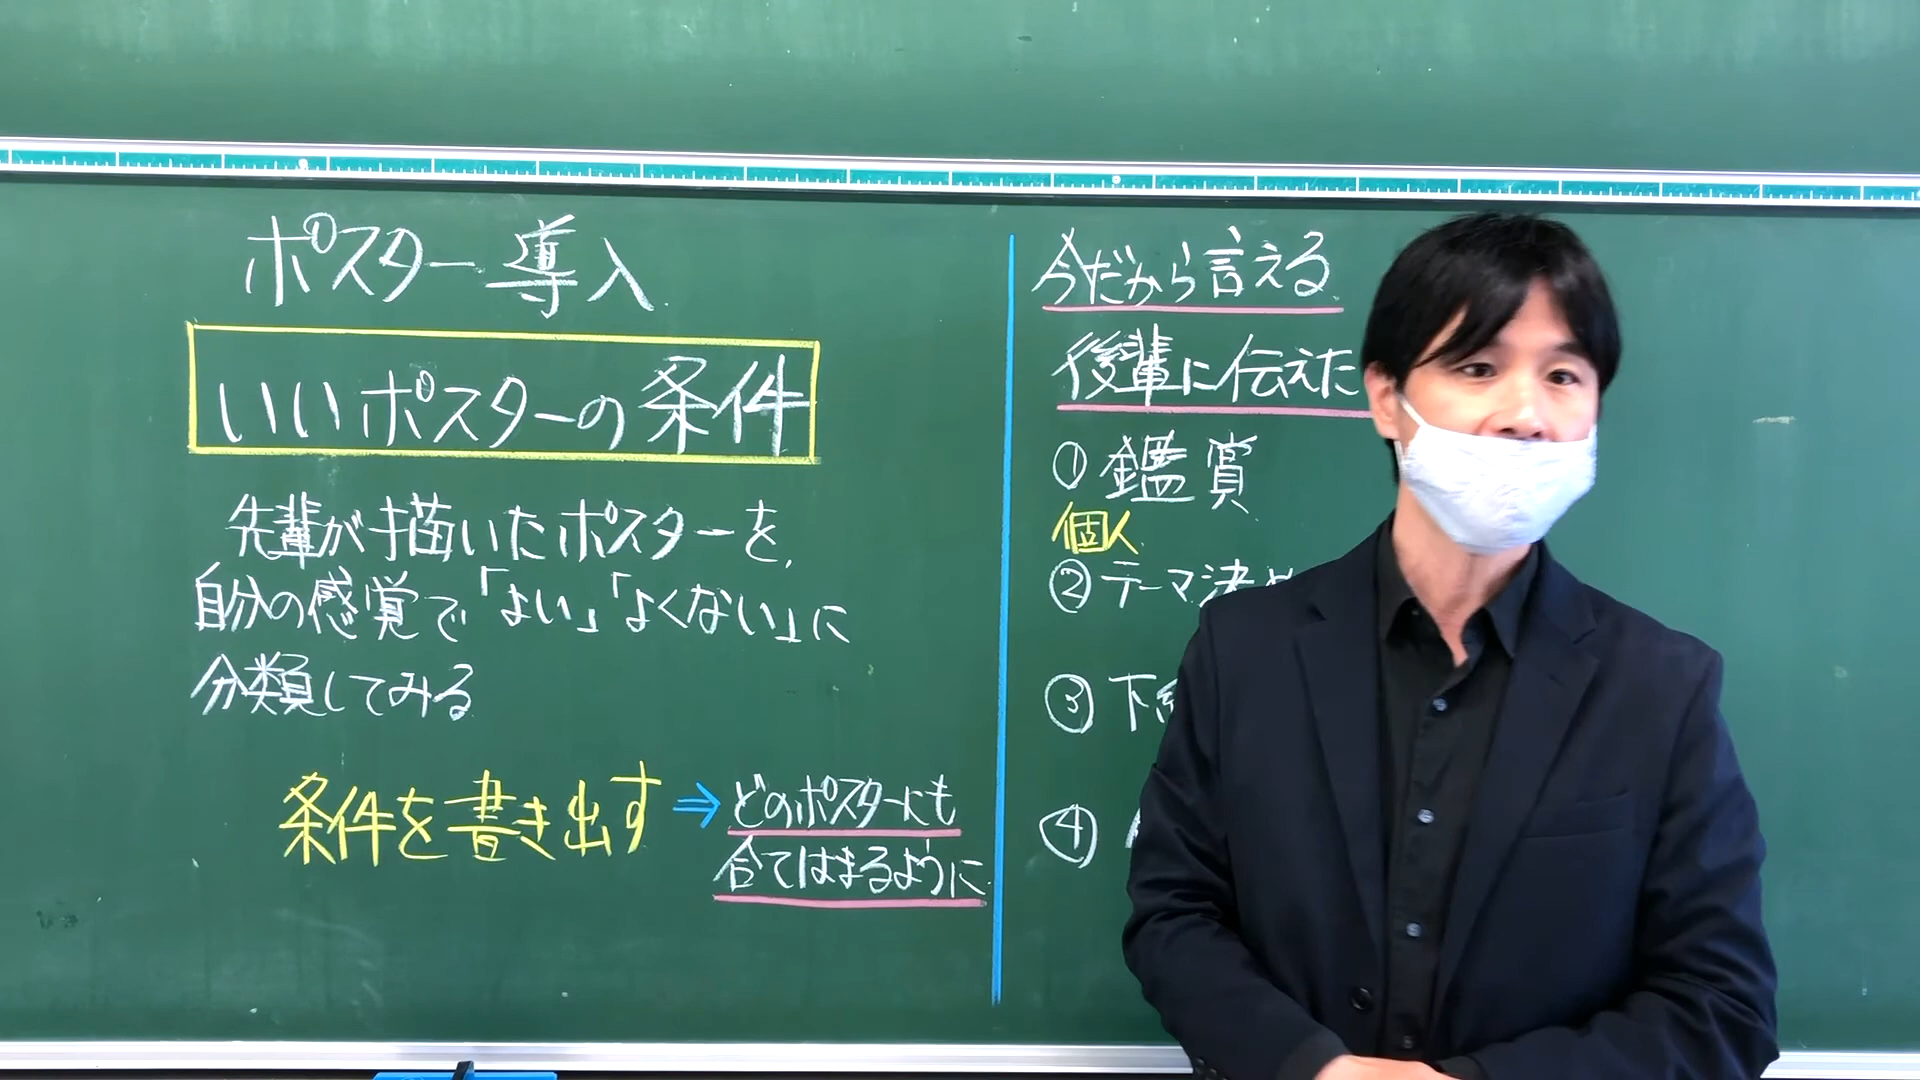 ポスター導入
いいポスターの条件
先輩が描いたポスターを、
自分の感覚で「よい」「よくない」に
分類してみる
条件を書き出す ⇒ どのポスターにも
合てはまるように
今だから言える
後輩に伝えた
① 鑑賞
個人
② テーマ決め
③ 下
④